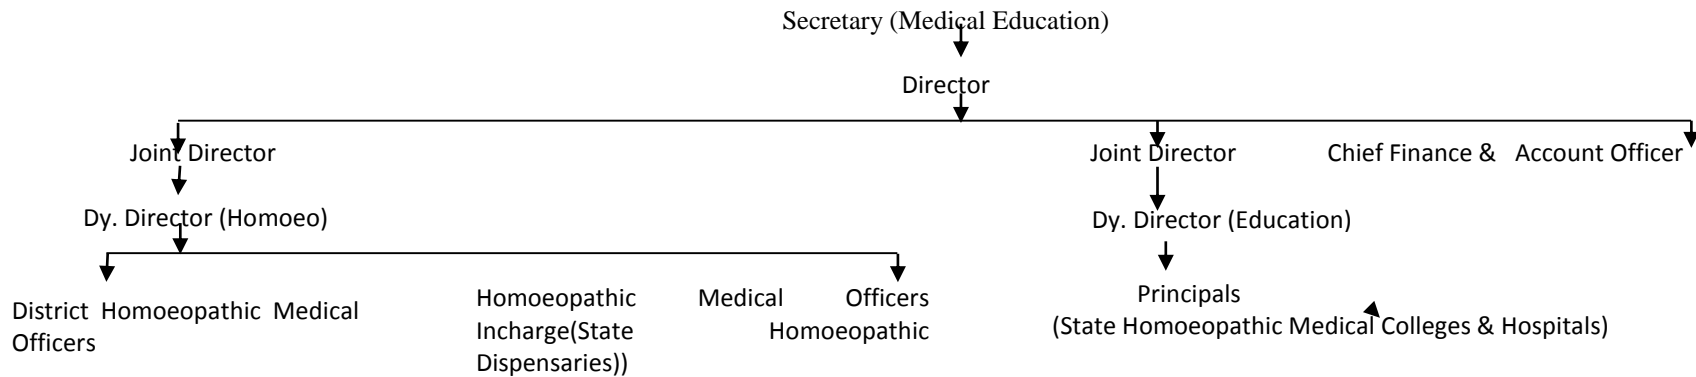 Secretary (Medical Education)
Director
Joint Director
Joint Director
Chief Finance & Account Officer
Dy. Director (Homoeo)
Dy. Director (Education)
District Homoeopathic Medical
Officers
Homoeopathic Medical Officers
Incharge(State Homoeopathic
Dispensaries))
Principals
(State Homoeopathic Medical Colleges & Hospitals)